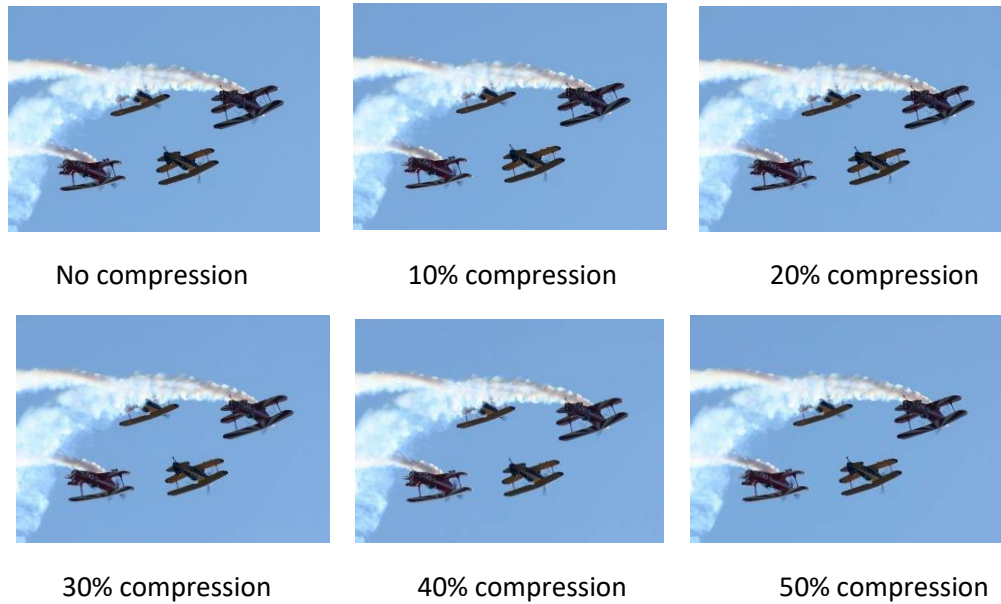 No compression
10% compression
20% compression
30% compression
40% compression
50% compression